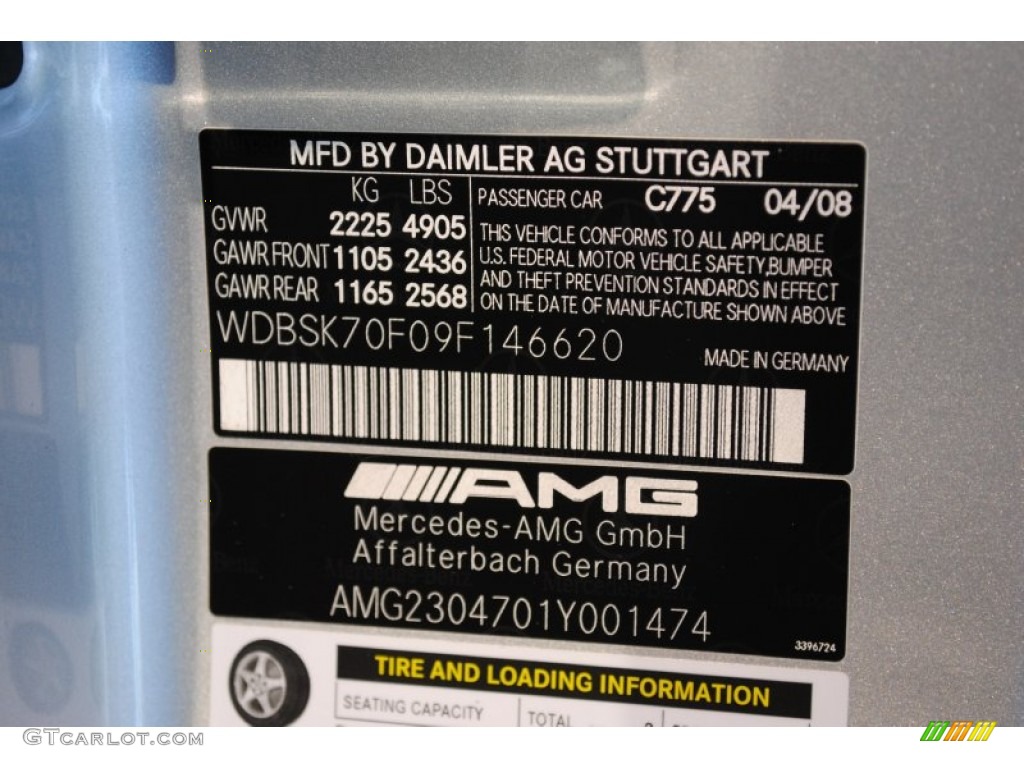 MFD BY DAIMLER AG STUTTGART
KG LBS
GVWR 2225 4905
GAWR FRONT 1105 2436
GAWR REAR 1165 2568
PASSENGER CAR C775 04/08
THIS VEHICLE CONFORMS TO ALL APPLICABLE
U.S. FEDERAL MOTOR VEHICLE SAFETY, BUMPER
AND THEFT PREVENTION STANDARDS IN EFFECT
ON THE DATE OF MANUFACTURE SHOWN ABOVE
WDBSK70F09F146620
MADE IN GERMANY
AMG
Mercedes-AMG GmbH
Affalterbach Germany
AMG2304701Y001474
3396724
TIRE AND LOADING INFORMATION
SEATING CAPACITY
TOTAL
GTcarlot.com